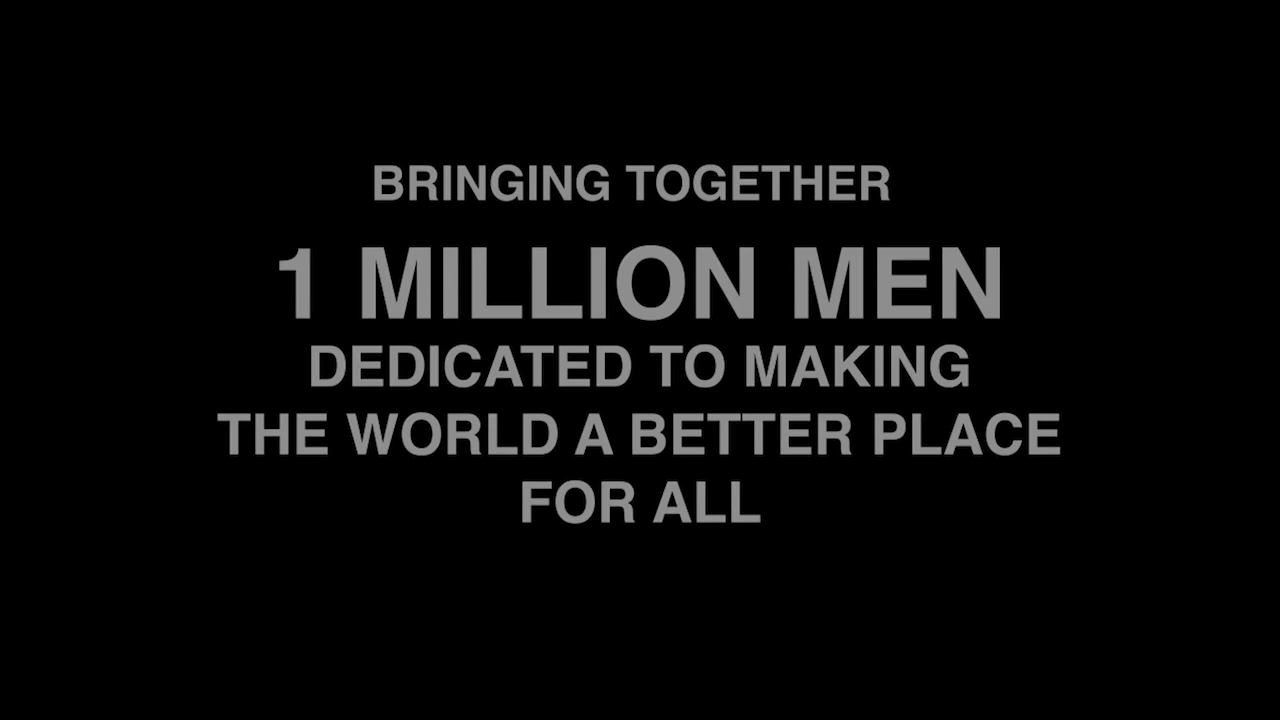 BRINGING TOGETHER
1 MILLION MEN
DEDICATED TO MAKING
THE WORLD A BETTER PLACE
FOR ALL